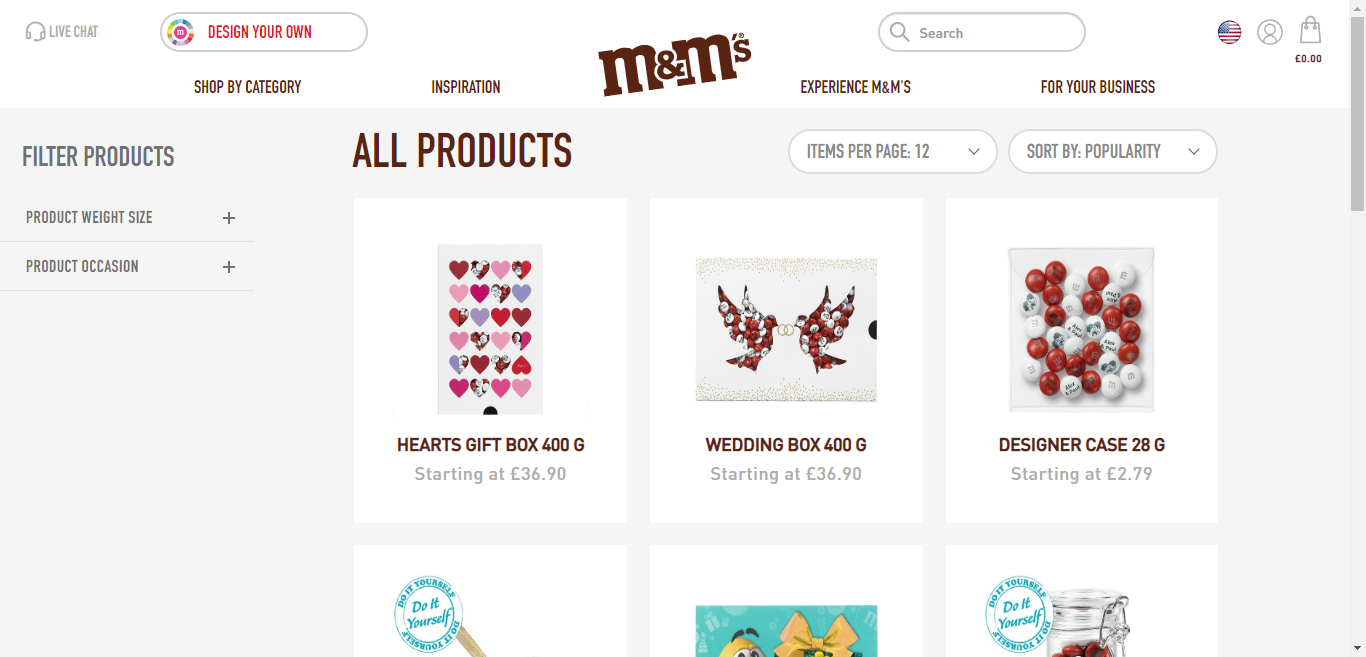 LIVE CHAT
DESIGN YOUR OWN
m&m's
Search
£0.00
SHOP BY CATEGORY
INSPIRATION
EXPERIENCE M&M'S
FOR YOUR BUSINESS
FILTER PRODUCTS
PRODUCT WEIGHT SIZE
PRODUCT OCCASION
ALL PRODUCTS
ITEMS PER PAGE: 12
SORT BY: POPULARITY
HEARTS GIFT BOX 400 G
Starting at £36.90
WEDDING BOX 400 G
Starting at £36.90
DESIGNER CASE 28 G
Starting at £2.79
DO IT YOURSELF
Do It
Yourself
DO IT YOURSELF
DO IT YOURSELF
Do It
Yourself
DO IT YOURSELF